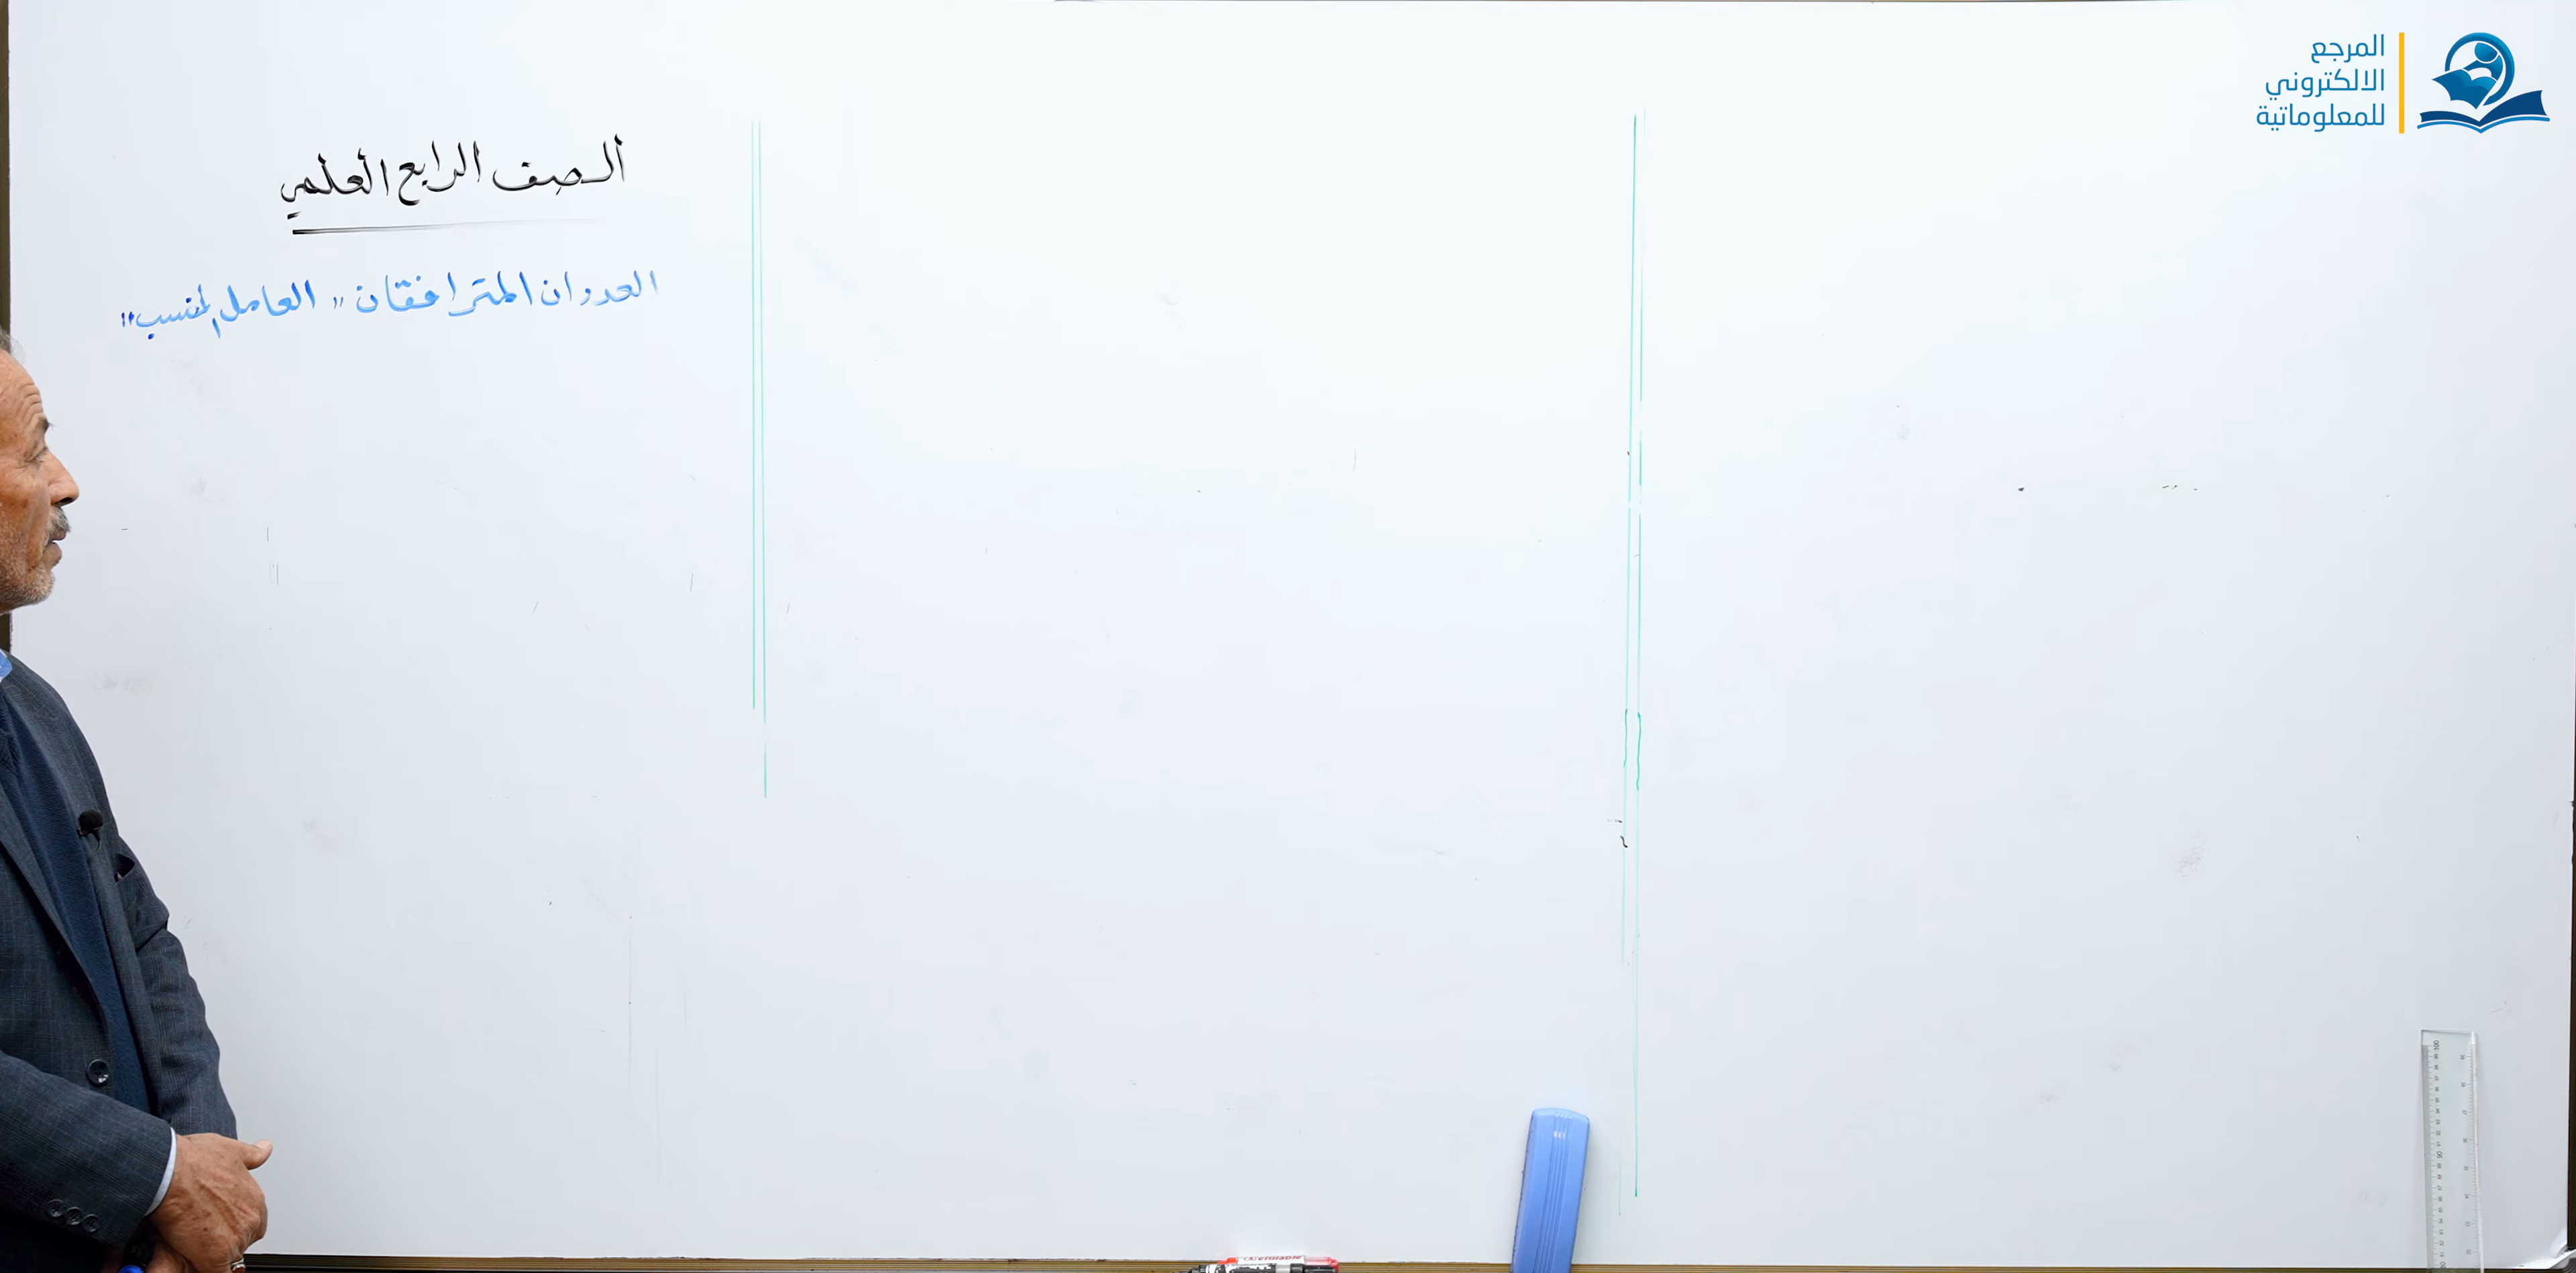 المرجع
الالكتروني
للمعلوماتية
الصف الرابع العلمي
العددان المترافقان "العامل المنسب"